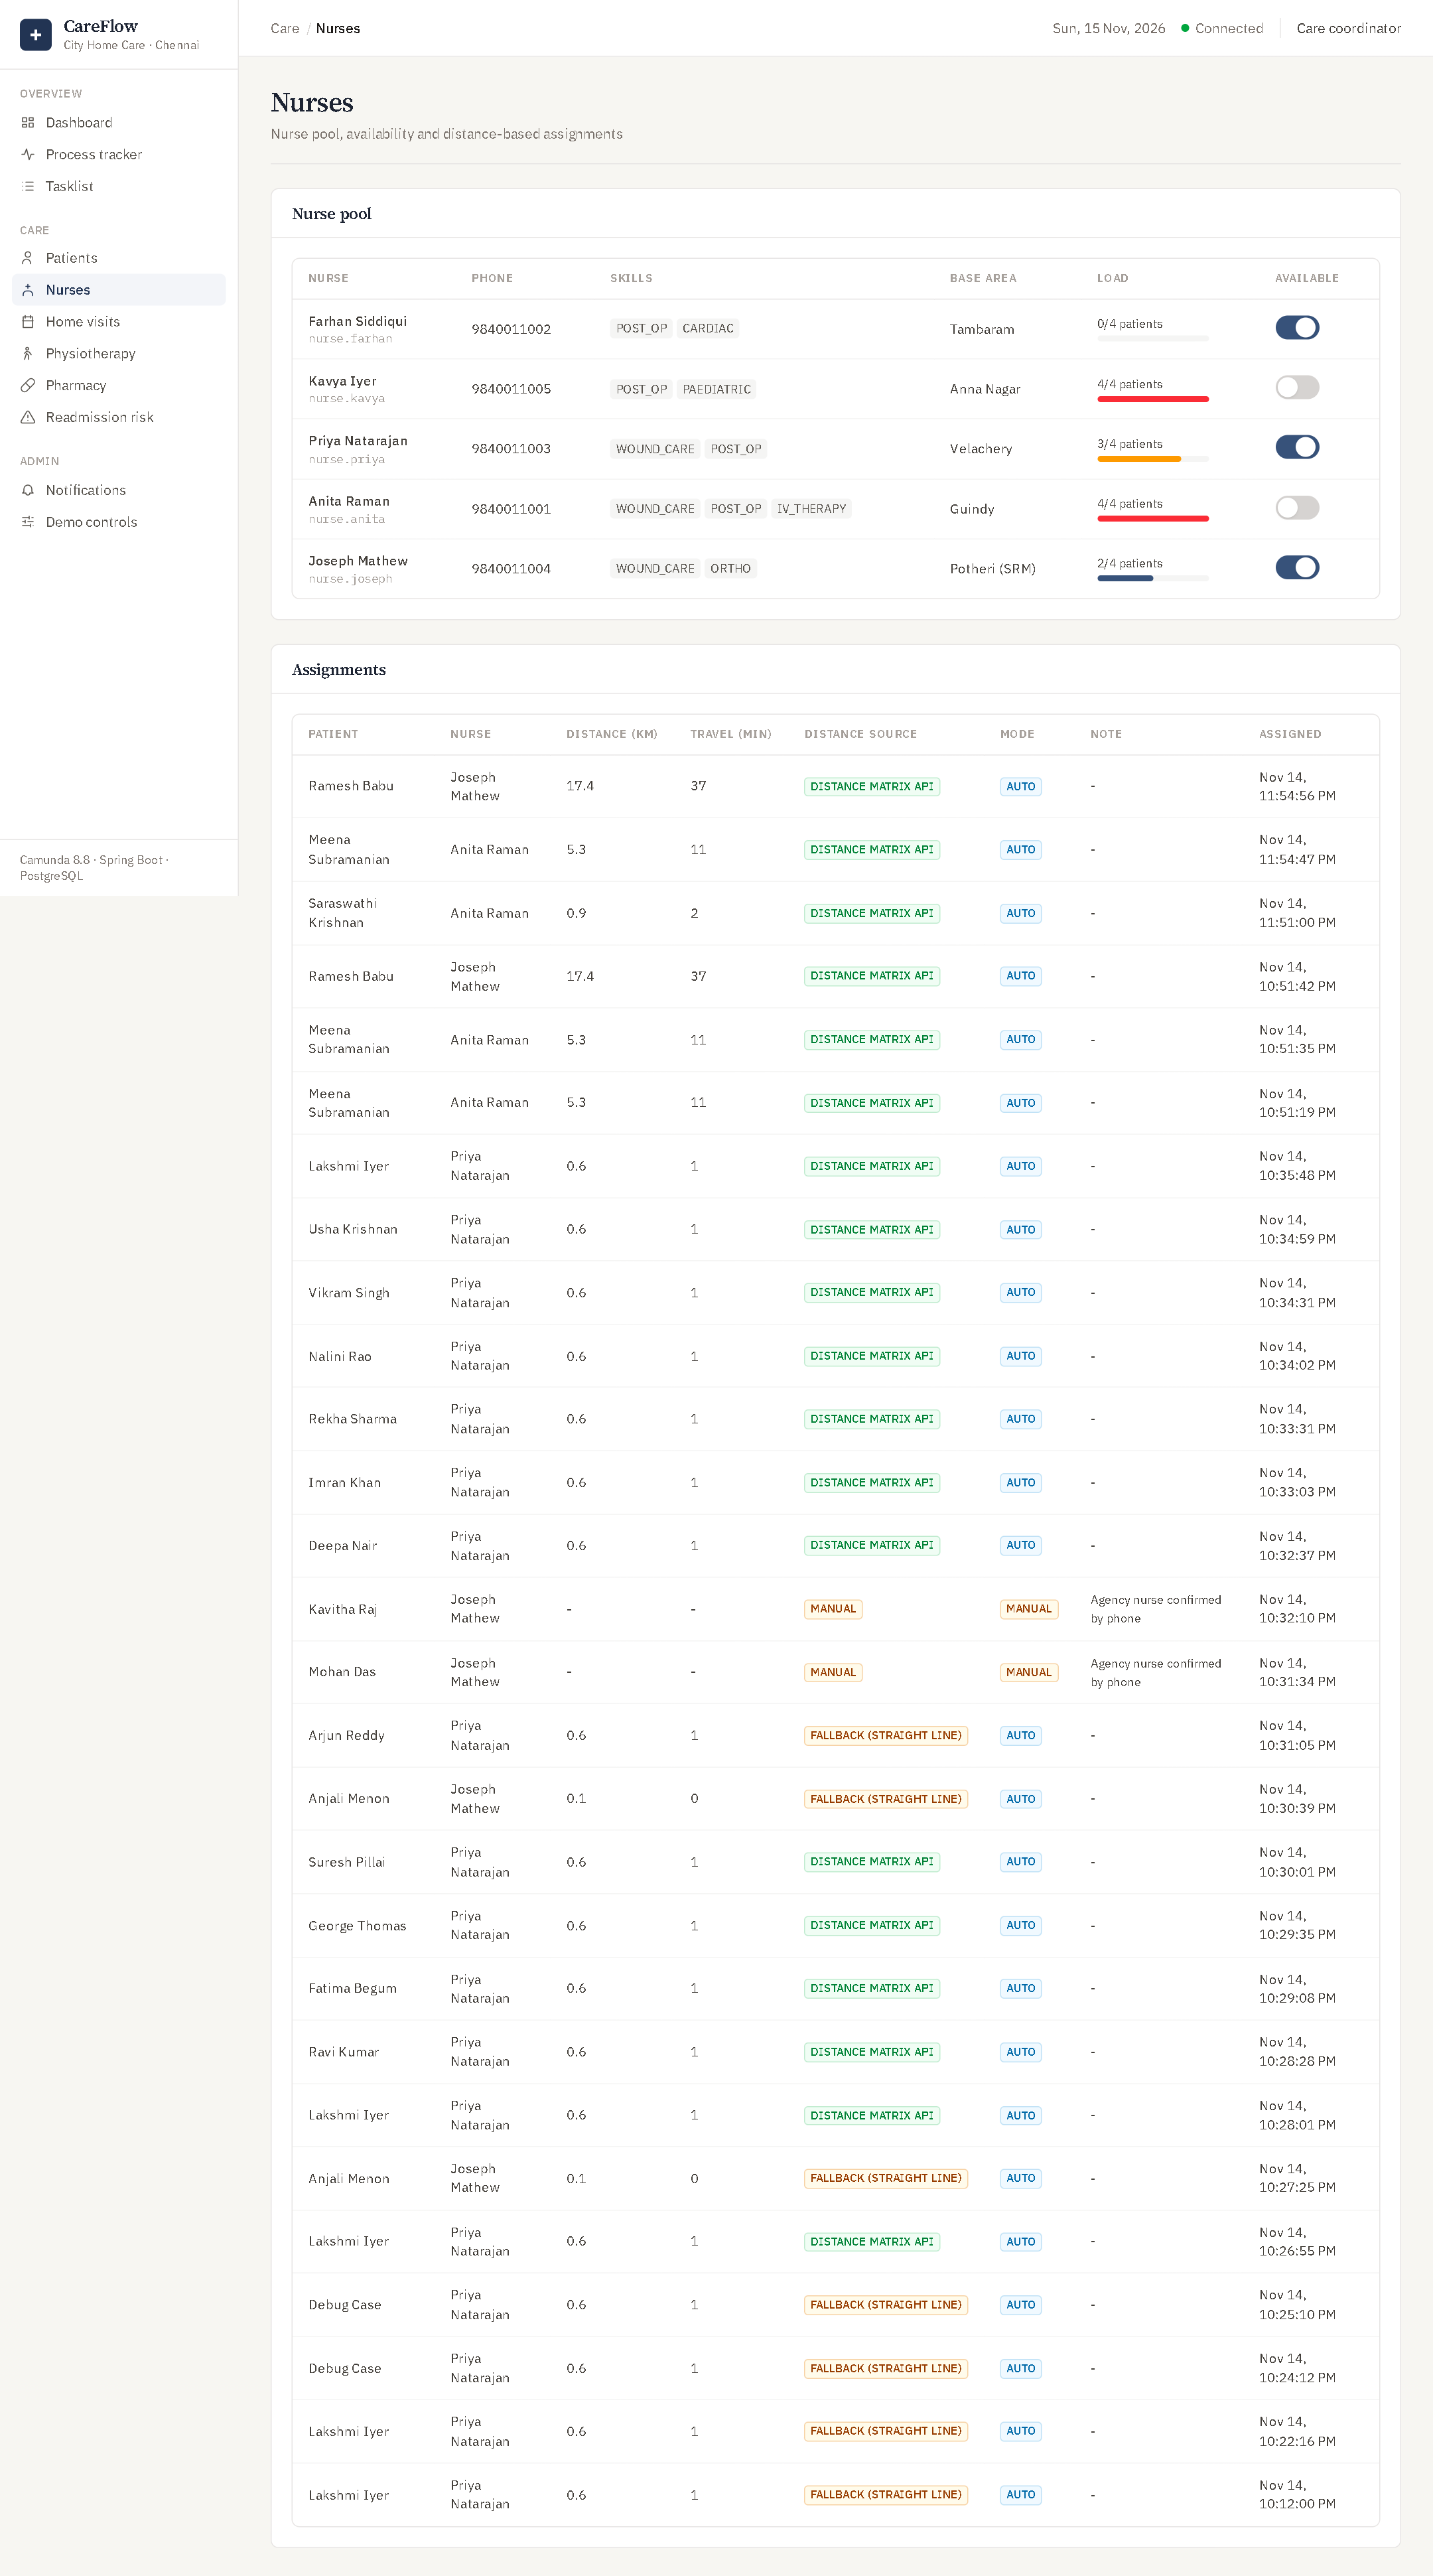 CareFlow
City Home Care · Chennai
OVERVIEW
Dashboard
Process tracker
Tasklist
CARE
Patients
Nurses
Home visits
Physiotherapy
Pharmacy
Readmission risk
ADMIN
Notifications
Demo controls
Camunda 8.8 · Spring Boot ·
PostgreSQL
Care / Nurses
Sun, 15 Nov, 2026 Connected Care coordinator
Nurses
Nurse pool, availability and distance-based assignments
Nurse pool
NURSE PHONE SKILLS BASE AREA LOAD AVAILABLE
Farhan Siddiqui 9840011002 POST_OP CARDIAC Tambaram 0/4 patients
nurse.farhan
Kavya Iyer 9840011005 POST_OP PAEDIATRIC Anna Nagar 4/4 patients
nurse.kavya
Priya Natarajan 9840011003 WOUND_CARE POST_OP Velachery 3/4 patients
nurse.priya
Anita Raman 9840011001 WOUND_CARE POST_OP IV_THERAPY Guindy 4/4 patients
nurse.anita
Joseph Mathew 9840011004 WOUND_CARE ORTHO Potheri (SRM) 2/4 patients
nurse.joseph
Assignments
PATIENT NURSE DISTANCE (KM) TRAVEL (MIN) DISTANCE SOURCE MODE NOTE ASSIGNED
Ramesh Babu Joseph Mathew 17.4 37 DISTANCE MATRIX API AUTO - Nov 14, 11:54:56 PM
Meena Subramanian Anita Raman 5.3 11 DISTANCE MATRIX API AUTO - Nov 14, 11:54:47 PM
Saraswathi Krishnan Anita Raman 0.9 2 DISTANCE MATRIX API AUTO - Nov 14, 11:51:00 PM
Ramesh Babu Joseph Mathew 17.4 37 DISTANCE MATRIX API AUTO - Nov 14, 10:51:42 PM
Meena Subramanian Anita Raman 5.3 11 DISTANCE MATRIX API AUTO - Nov 14, 10:51:35 PM
Meena Subramanian Anita Raman 5.3 11 DISTANCE MATRIX API AUTO - Nov 14, 10:51:19 PM
Lakshmi Iyer Priya Natarajan 0.6 1 DISTANCE MATRIX API AUTO - Nov 14, 10:35:48 PM
Usha Krishnan Priya Natarajan 0.6 1 DISTANCE MATRIX API AUTO - Nov 14, 10:34:59 PM
Vikram Singh Priya Natarajan 0.6 1 DISTANCE MATRIX API AUTO - Nov 14, 10:34:31 PM
Nalini Rao Priya Natarajan 0.6 1 DISTANCE MATRIX API AUTO - Nov 14, 10:34:02 PM
Rekha Sharma Priya Natarajan 0.6 1 DISTANCE MATRIX API AUTO - Nov 14, 10:33:31 PM
Imran Khan Priya Natarajan 0.6 1 DISTANCE MATRIX API AUTO - Nov 14, 10:33:03 PM
Deepa Nair Priya Natarajan 0.6 1 DISTANCE MATRIX API AUTO - Nov 14, 10:32:37 PM
Kavitha Raj Joseph Mathew - - MANUAL MANUAL Agency nurse confirmed by phone Nov 14, 10:32:10 PM
Mohan Das Joseph Mathew - - MANUAL MANUAL Agency nurse confirmed by phone Nov 14, 10:31:34 PM
Arjun Reddy Priya Natarajan 0.6 1 FALLBACK (STRAIGHT LINE) AUTO - Nov 14, 10:31:05 PM
Anjali Menon Joseph Mathew 0.1 0 FALLBACK (STRAIGHT LINE) AUTO - Nov 14, 10:30:39 PM
Suresh Pillai Priya Natarajan 0.6 1 DISTANCE MATRIX API AUTO - Nov 14, 10:30:01 PM
George Thomas Priya Natarajan 0.6 1 DISTANCE MATRIX API AUTO - Nov 14, 10:29:35 PM
Fatima Begum Priya Natarajan 0.6 1 DISTANCE MATRIX API AUTO - Nov 14, 10:29:08 PM
Ravi Kumar Priya Natarajan 0.6 1 DISTANCE MATRIX API AUTO - Nov 14, 10:28:28 PM
Lakshmi Iyer Priya Natarajan 0.6 1 DISTANCE MATRIX API AUTO - Nov 14, 10:28:01 PM
Anjali Menon Joseph Mathew 0.1 0 FALLBACK (STRAIGHT LINE) AUTO - Nov 14, 10:27:25 PM
Lakshmi Iyer Priya Natarajan 0.6 1 DISTANCE MATRIX API AUTO - Nov 14, 10:26:55 PM
Debug Case Priya Natarajan 0.6 1 FALLBACK (STRAIGHT LINE) AUTO - Nov 14, 10:25:10 PM
Debug Case Priya Natarajan 0.6 1 FALLBACK (STRAIGHT LINE) AUTO - Nov 14, 10:24:12 PM
Lakshmi Iyer Priya Natarajan 0.6 1 FALLBACK (STRAIGHT LINE) AUTO - Nov 14, 10:22:16 PM
Lakshmi Iyer Priya Natarajan 0.6 1 FALLBACK (STRAIGHT LINE) AUTO - Nov 14, 10:12:00 PM